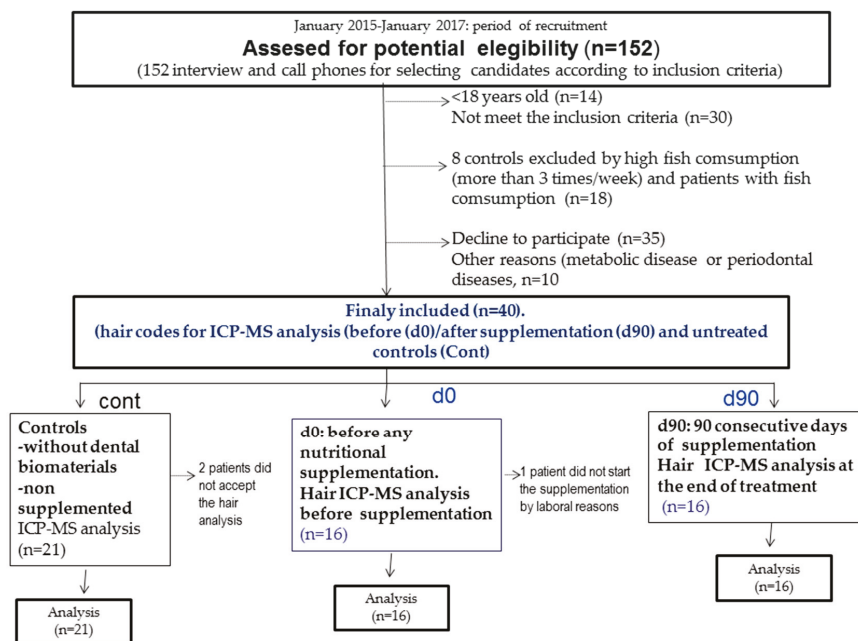 January 2015-January 2017: period of recruitment
Assesed for potential elegibility (n=152)
(152 interview and call phones for selecting candidates according to inclusion criteria)
<18 years old (n=14)
Not meet the inclusion criteria (n=30)
8 controls excluded by high fish comsumption
(more than 3 times/week) and patients with fish
comsumption (n=18)
Decline to participate (n=35)
Other reasons (metabolic disease or periodontal
diseases, n=10
Finaly included (n=40).
(hair codes for ICP-MS analysis (before (d0)/after supplementation (d90) and untreated
controls (Cont)
cont
d0
d90
Controls
-without dental
biomaterials
-non
supplemented
ICP-MS analysis
(n=21)
2 patients did
not accept
the hair
analysis
d0: before any
nutritional
supplementation.
Hair ICP-MS analysis
before supplementation
(n=16)
1 patient did not start
the supplementation
by laboral reasons
d90: 90 consecutive days
of supplementation
Hair ICP-MS analysis at
the end of treatment
(n=16)
Analysis
(n=21)
Analysis
(n=16)
Analysis
(n=16)